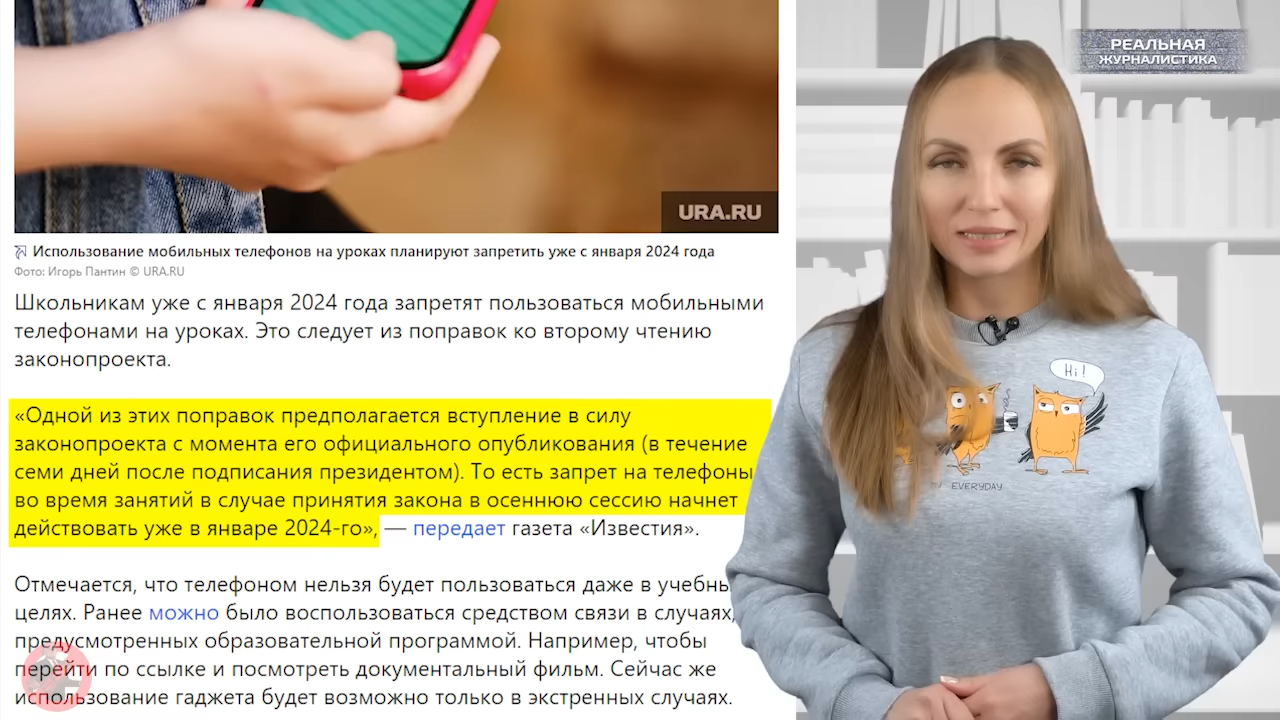 URA.RU
Использование мобильных телефонов на уроках планируют запретить уже с января 2024 года
Фото: Игорь Пантин © URA.RU
Школьникам уже с января 2024 года запретят пользоваться мобильными
телефонами на уроках. Это следует из поправок ко второму чтению
законопроекта.
«Одной из этих поправок предполагается вступление в силу
законопроекта с момента его официального опубликования (в течение
семи дней после подписания президентом). То есть запрет на телефоны
во время занятий в случае принятия закона в осеннюю сессию начнет
действовать уже в январе 2024-го», — передает газета «Известия».
Отмечается, что телефоном нельзя будет пользоваться даже в
целях. Ранее можно было воспользоваться средством связи в случаях,
предусмотренных образовательной программой. Например, чтобы
перейти по ссылке и посмотреть документальный фильм. Сейчас же
использование гаджета будет возможно только в экстренных случаях.
РЕАЛЬНАЯ
ЖУРНАЛИСТИКА
Hi!
EVERYDAY